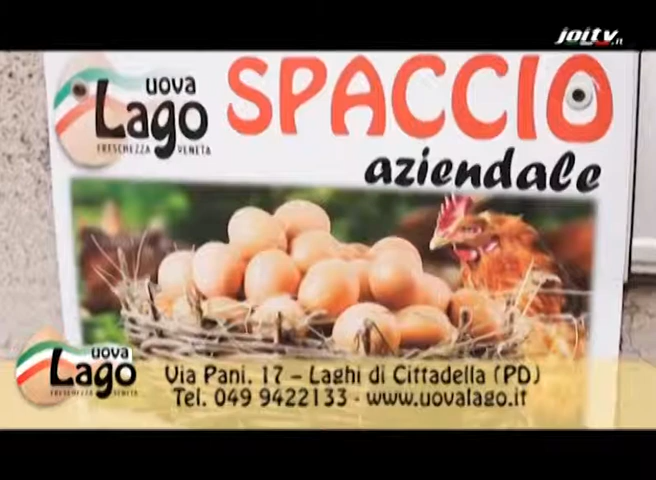 joitv.it
uova
Lago
FRESCHEZZA VENETA
SPACCIO
aziendale
uova
Lago
FRESCHEZZA VENETA
Via Pani, 17 – Laghi di Cittadella (PD)
Tel. 049 9422133 - www.uovalago.it